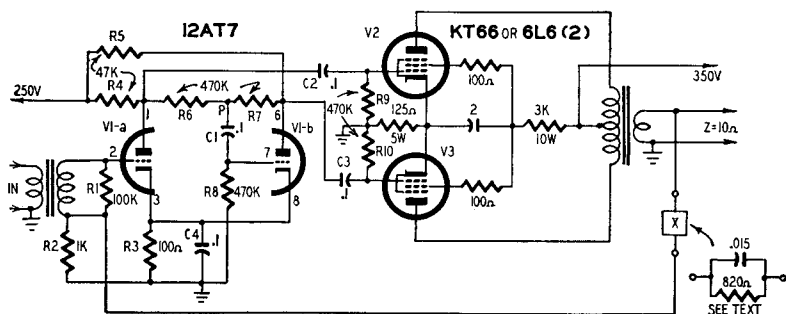 12AT7
KT66 OR 6L6 (2)
R5
V2
47K
250V
R4
470K
C2
.1
100Ω
350V
1
R6
P
R7
6
R9
125Ω
2
3K
470K
5W
10W
V1-a
C1
.1
V1-b
Z=10Ω
2
7
V3
R10
IN
R1
C3
100K
3
R8
470K
8
.1
100Ω
X
R2
1K
R3
100Ω
C4
.1
.015
820Ω
SEE TEXT